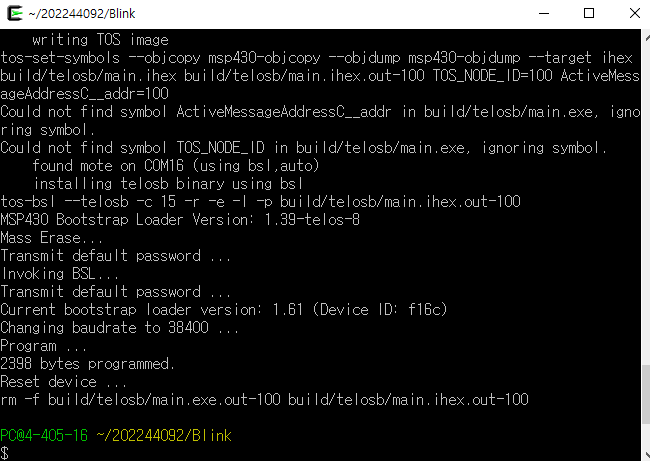 ~/202244092/Blink
writing TOS image
tos-set-symbols --objcopy msp430-objcopy --objdump msp430-objdump --target ihex
build/telosb/main.ihex build/telosb/main.ihex.out-100 TOS_NODE_ID=100 ActiveMess
ageAddressC__addr=100
Could not find symbol ActiveMessageAddressC__addr in build/telosb/main.exe, igno
ring symbol.
Could not find symbol TOS_NODE_ID in build/telosb/main.exe, ignoring symbol.
found mote on COM16 (using bsl,auto)
installing telosb binary using bsl
tos-bsl --telosb -c 15 -r -e -I -p build/telosb/main.ihex.out-100
MSP430 Bootstrap Loader Version: 1.39-telos-8
Mass Erase...
Transmit default password ...
Invoking BSL...
Transmit default password ...
Current bootstrap loader version: 1.61 (Device ID: f16c)
Changing baudrate to 38400 ...
Program ...
2398 bytes programmed.
Reset device ...
rm -f build/telosb/main.exe.out-100 build/telosb/main.ihex.out-100
PC@4-405-16 ~/202244092/Blink
$